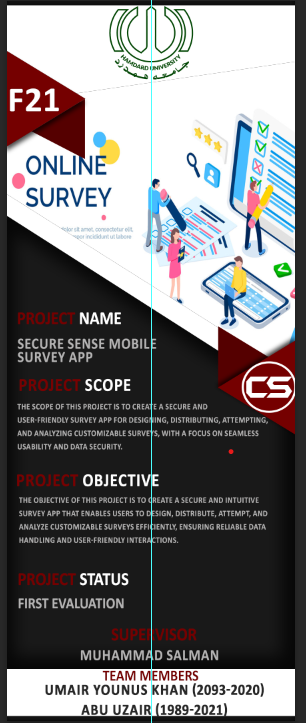 HAMDARD UNIVERSITY
جامعه همدرد
F21
ONLINE
SURVEY
dolor sit amet, consectetur elit,
tempor incididunt ut labore
PROJECT NAME
SECURE SENSE MOBILE
SURVEY APP
PROJECT SCOPE
THE SCOPE OF THIS PROJECT IS TO CREATE A SECURE AND
USER-FRIENDLY SURVEY APP FOR DESIGNING, DISTRIBUTING, ATTEMPTING,
AND ANALYZING CUSTOMIZABLE SURVEYS, WITH A FOCUS ON SEAMLESS
USABILITY AND DATA SECURITY.
CS
PROJECT OBJECTIVE
THE OBJECTIVE OF THIS PROJECT IS TO CREATE A SECURE AND INTUITIVE
SURVEY APP THAT ENABLES USERS TO DESIGN, DISTRIBUTE, ATTEMPT, AND
ANALYZE CUSTOMIZABLE SURVEYS EFFICIENTLY, ENSURING RELIABLE DATA
HANDLING AND USER-FRIENDLY INTERACTIONS.
PROJECT STATUS
FIRST EVALUATION
SUPERVISOR
MUHAMMAD SALMAN
TEAM MEMBERS
UMAIR YOUNUS KHAN (2093-2020)
ABU UZAIR (1989-2021)